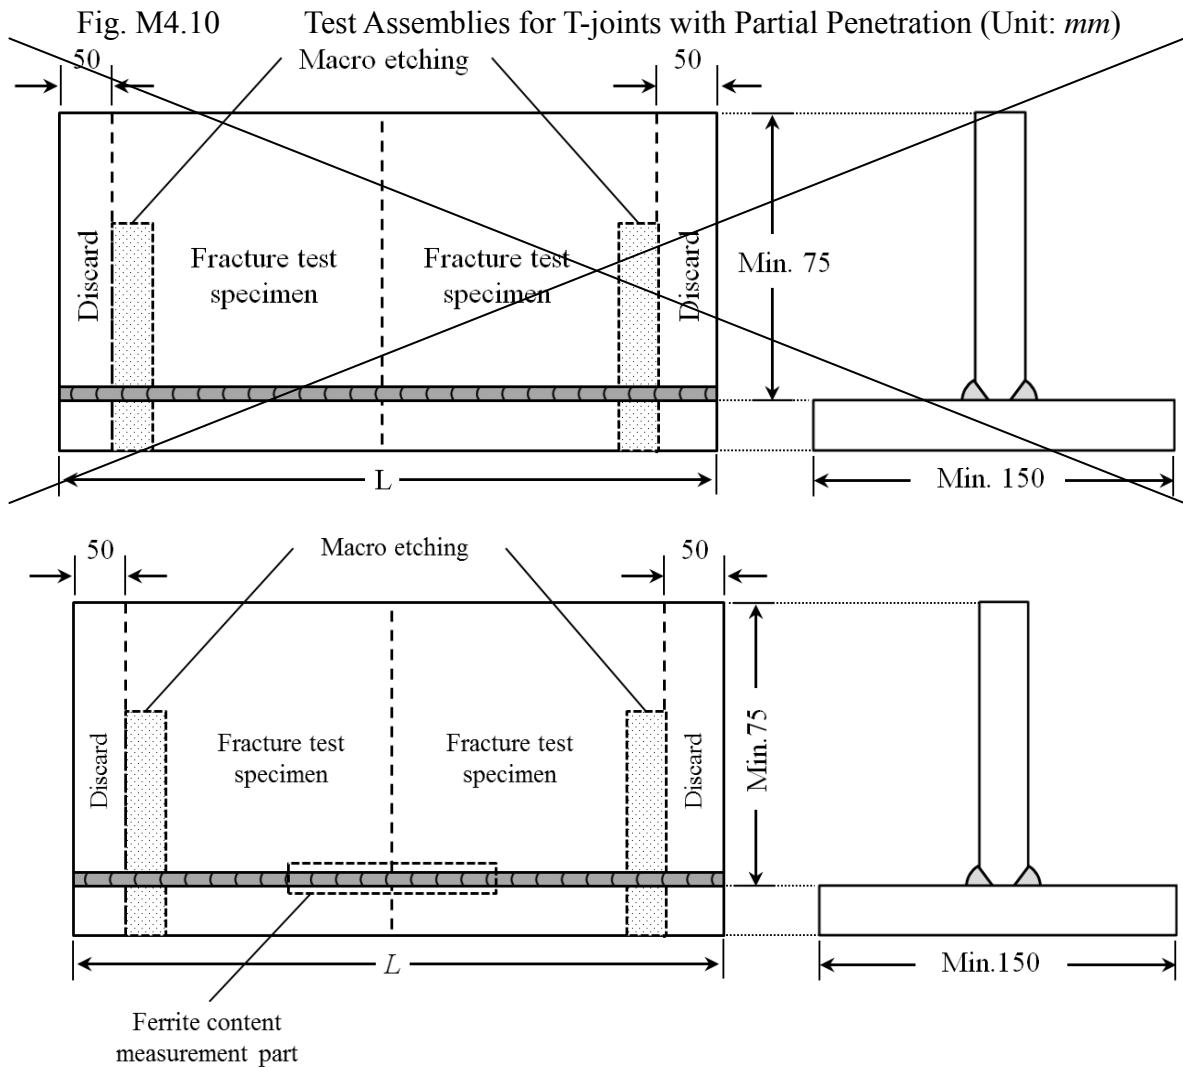 Fig. M4.10 Test Assemblies for T-joints with Partial Penetration (Unit: mm)
50
Macro etching
50
Discard
Fracture test
specimen
Fracture test
specimen
Discard
Min. 75
L
Min. 150
50
Macro etching
50
Discard
Fracture test
specimen
Fracture test
specimen
Discard
Min.75
L
Min.150
Ferrite content
measurement part